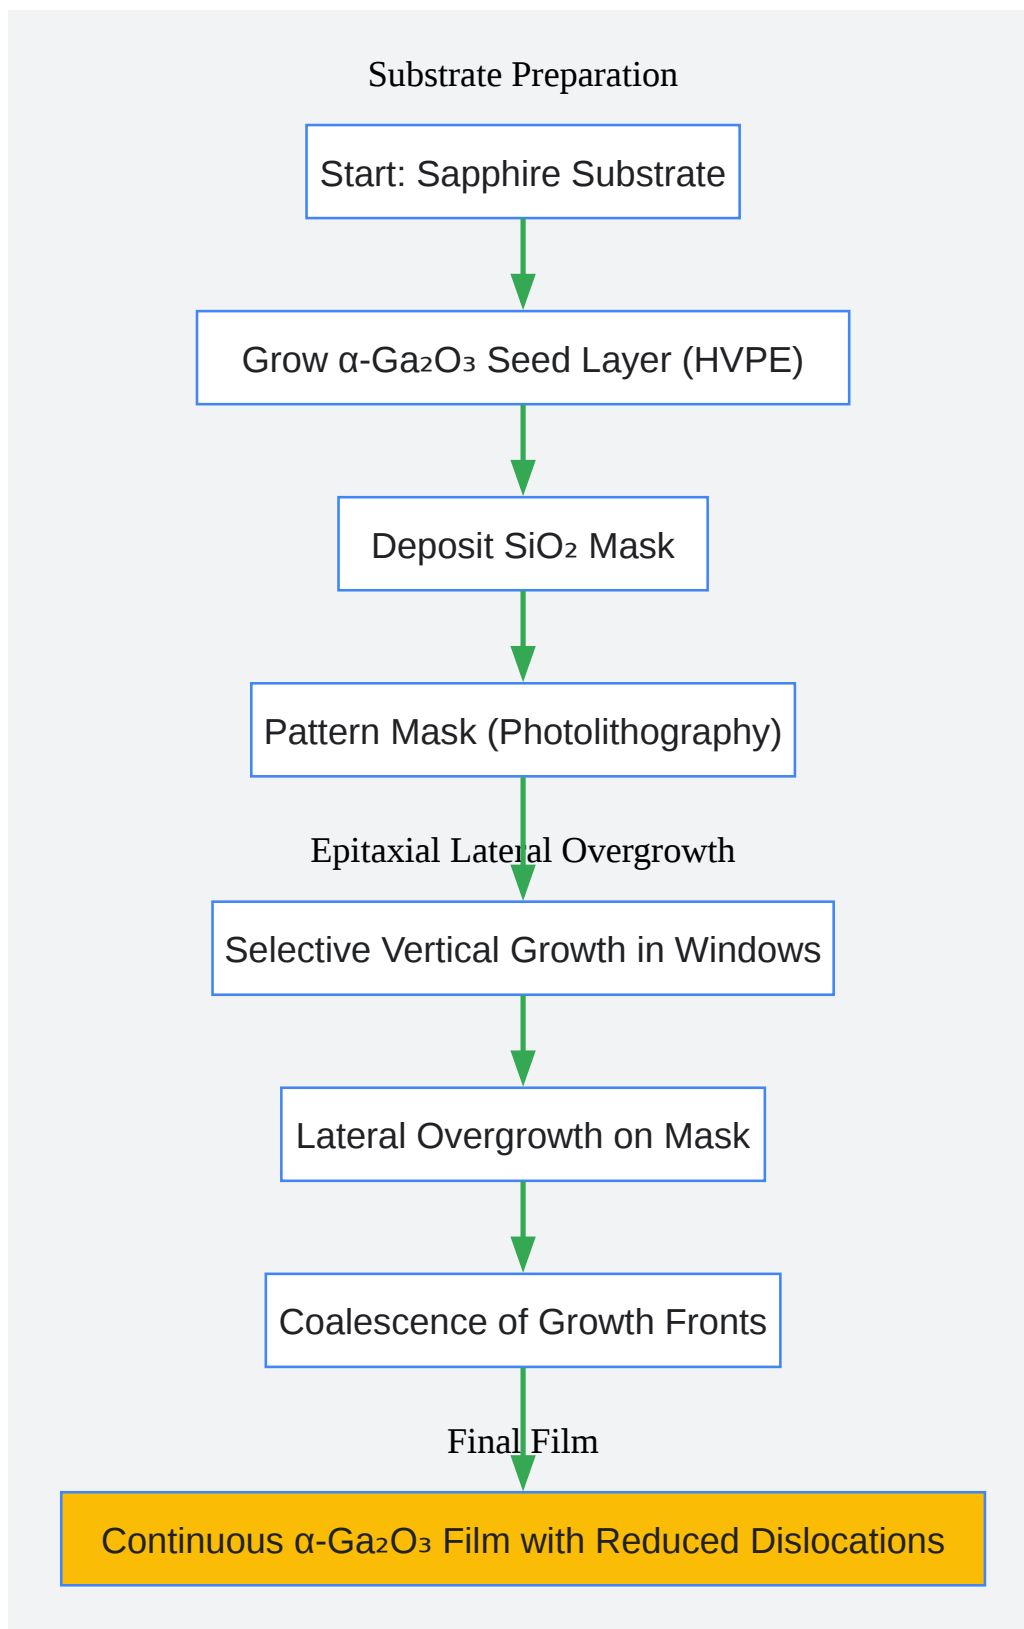 Substrate Preparation
Start: Sapphire Substrate
Grow α-Ga₂O₃ Seed Layer (HVPE)
Deposit SiO₂ Mask
Pattern Mask (Photolithography)
Epitaxial Lateral Overgrowth
Selective Vertical Growth in Windows
Lateral Overgrowth on Mask
Coalescence of Growth Fronts
Final Film
Continuous α-Ga₂O₃ Film with Reduced Dislocations